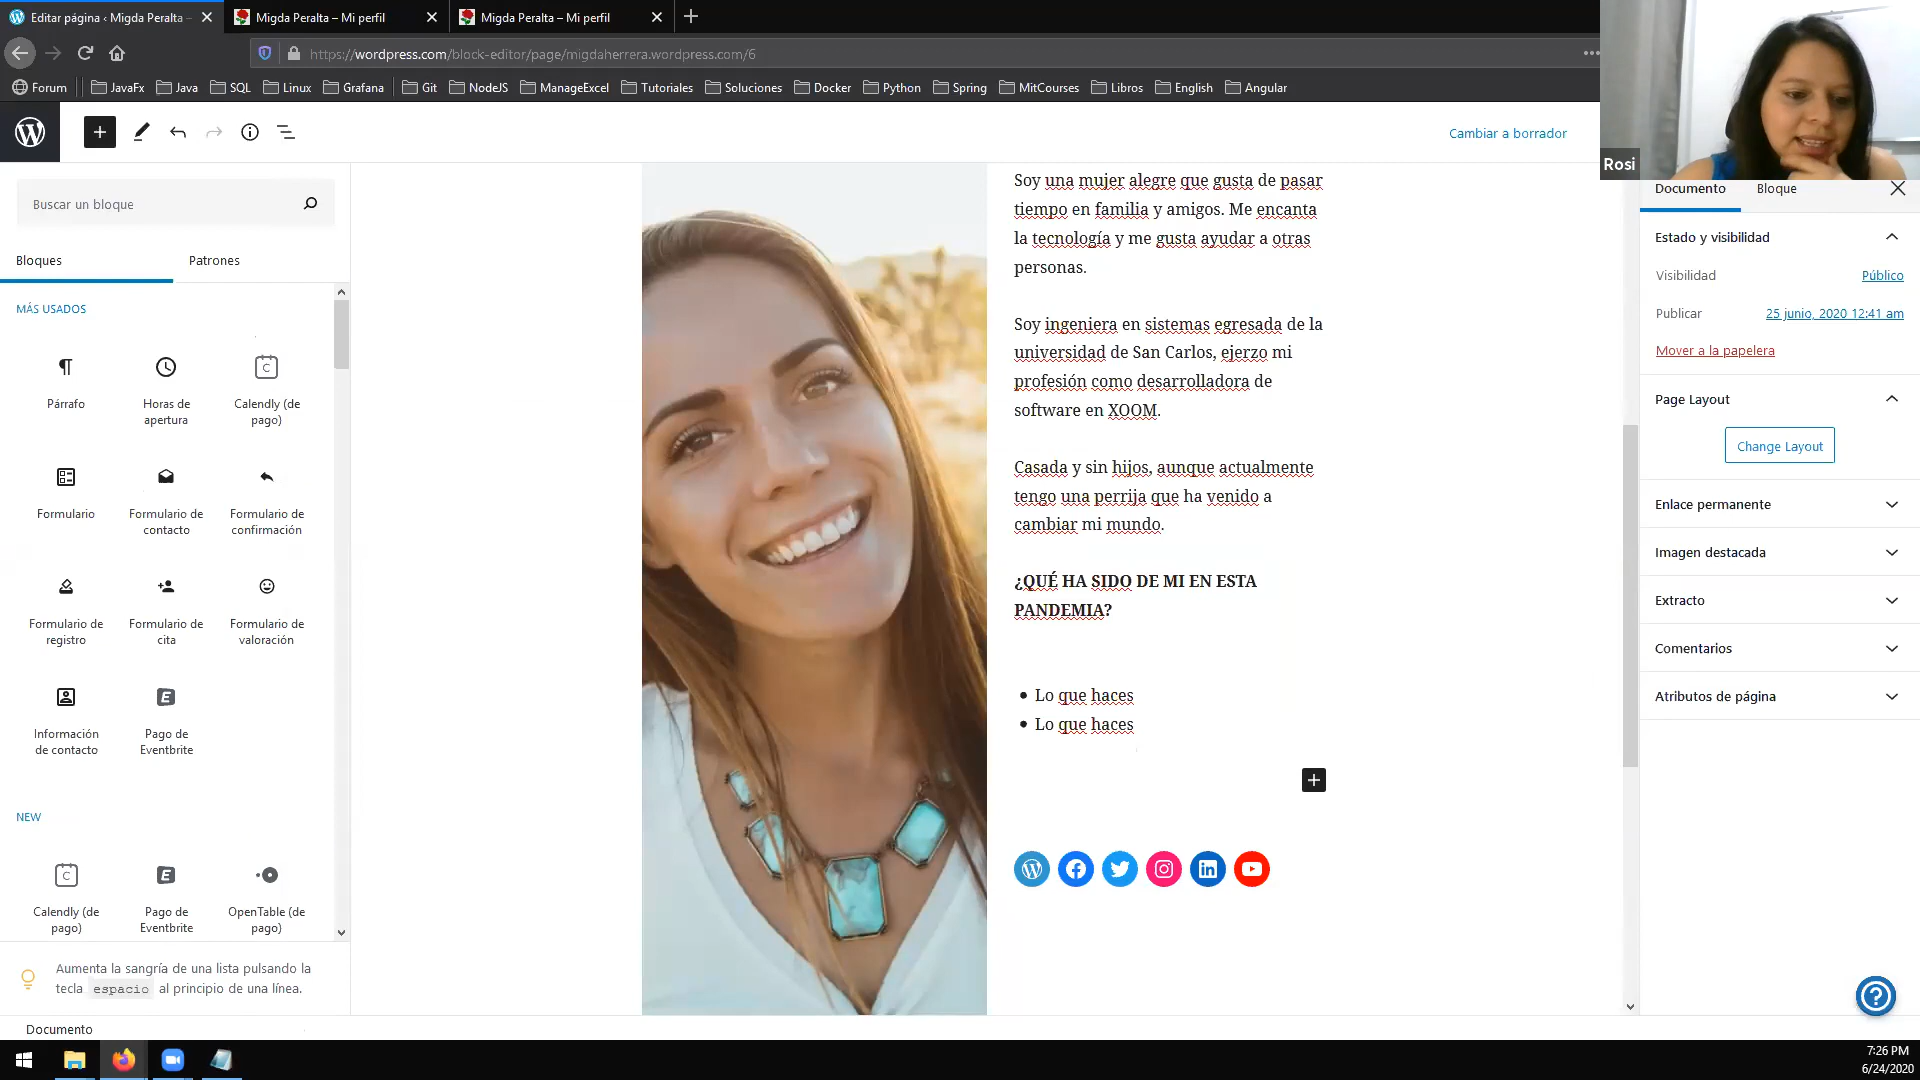 Editar página ‹ Migda Peralta –
Migda Peralta – Mi perfil
Migda Peralta – Mi perfil
https://wordpress.com/block-editor/page/migdaherrera.wordpress.com/6
Forum
JavaFx
Java
SQL
Linux
Grafana
Git
NodeJS
ManageExcel
Tutoriales
Soluciones
Docker
Python
Spring
MitCourses
Libros
English
Angular
Cambiar a borrador
Rosi
Buscar un bloque
Bloques
Patrones
MÁS USADOS
Párrafo
Horas de
apertura
Calendly (de
pago)
Formulario
Formulario de
contacto
Formulario de
confirmación
Formulario de
registro
Formulario de
cita
Formulario de
valoración
Información
de contacto
Pago de
Eventbrite
NEW
Calendly (de
pago)
Pago de
Eventbrite
OpenTable (de
pago)
Aumenta la sangría de una lista pulsando la
tecla espacio al principio de una línea.
Documento
Soy una mujer alegre que gusta de pasar
tiempo en familia y amigos. Me encanta
la tecnología y me gusta ayudar a otras
personas.
Soy ingeniera en sistemas egresada de la
universidad de San Carlos, ejerzo mi
profesión como desarrolladora de
software en XOOM.
Casada y sin hijos, aunque actualmente
tengo una perrija que ha venido a
cambiar mi mundo.
¿QUÉ HA SIDO DE MI EN ESTA
PANDEMIA?
Lo que haces
Lo que haces
Documento
Bloque
Estado y visibilidad
Visibilidad
Público
Publicar
25 junio, 2020 12:41 am
Mover a la papelera
Page Layout
Change Layout
Enlace permanente
Imagen destacada
Extracto
Comentarios
Atributos de página
7:26 PM
6/24/2020